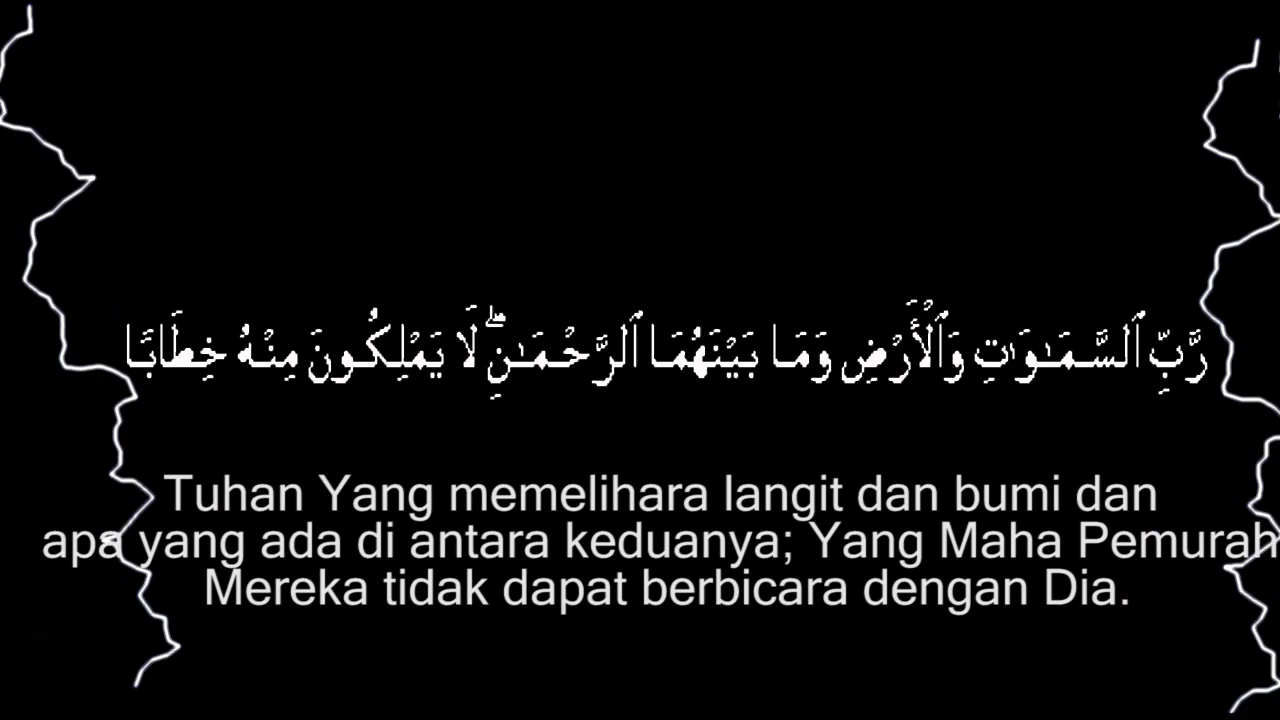 رَّبِّ ٱلسَّمَـٰوَٰتِ وَٱلْأَرْضِ وَمَا بَيْنَهُمَا ٱلرَّحْمَـٰنِ ۖ لَا يَمْلِكُونَ مِنْهُ خِطَابًا
Tuhan Yang memelihara langit dan bumi dan
apa yang ada di antara keduanya; Yang Maha Pemurah
Mereka tidak dapat berbicara dengan Dia.